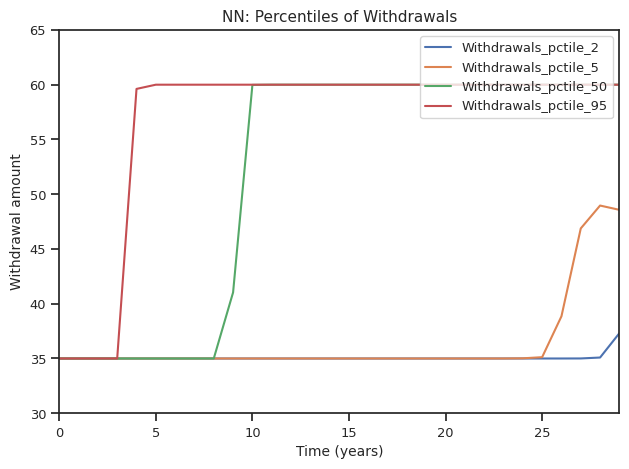 NN: Percentiles of Withdrawals
65
60
55
50
45
40
35
30
Withdrawal amount
Withdrawals_pctile_2
Withdrawals_pctile_5
Withdrawals_pctile_50
Withdrawals_pctile_95
0 5 10 15 20 25
Time (years)